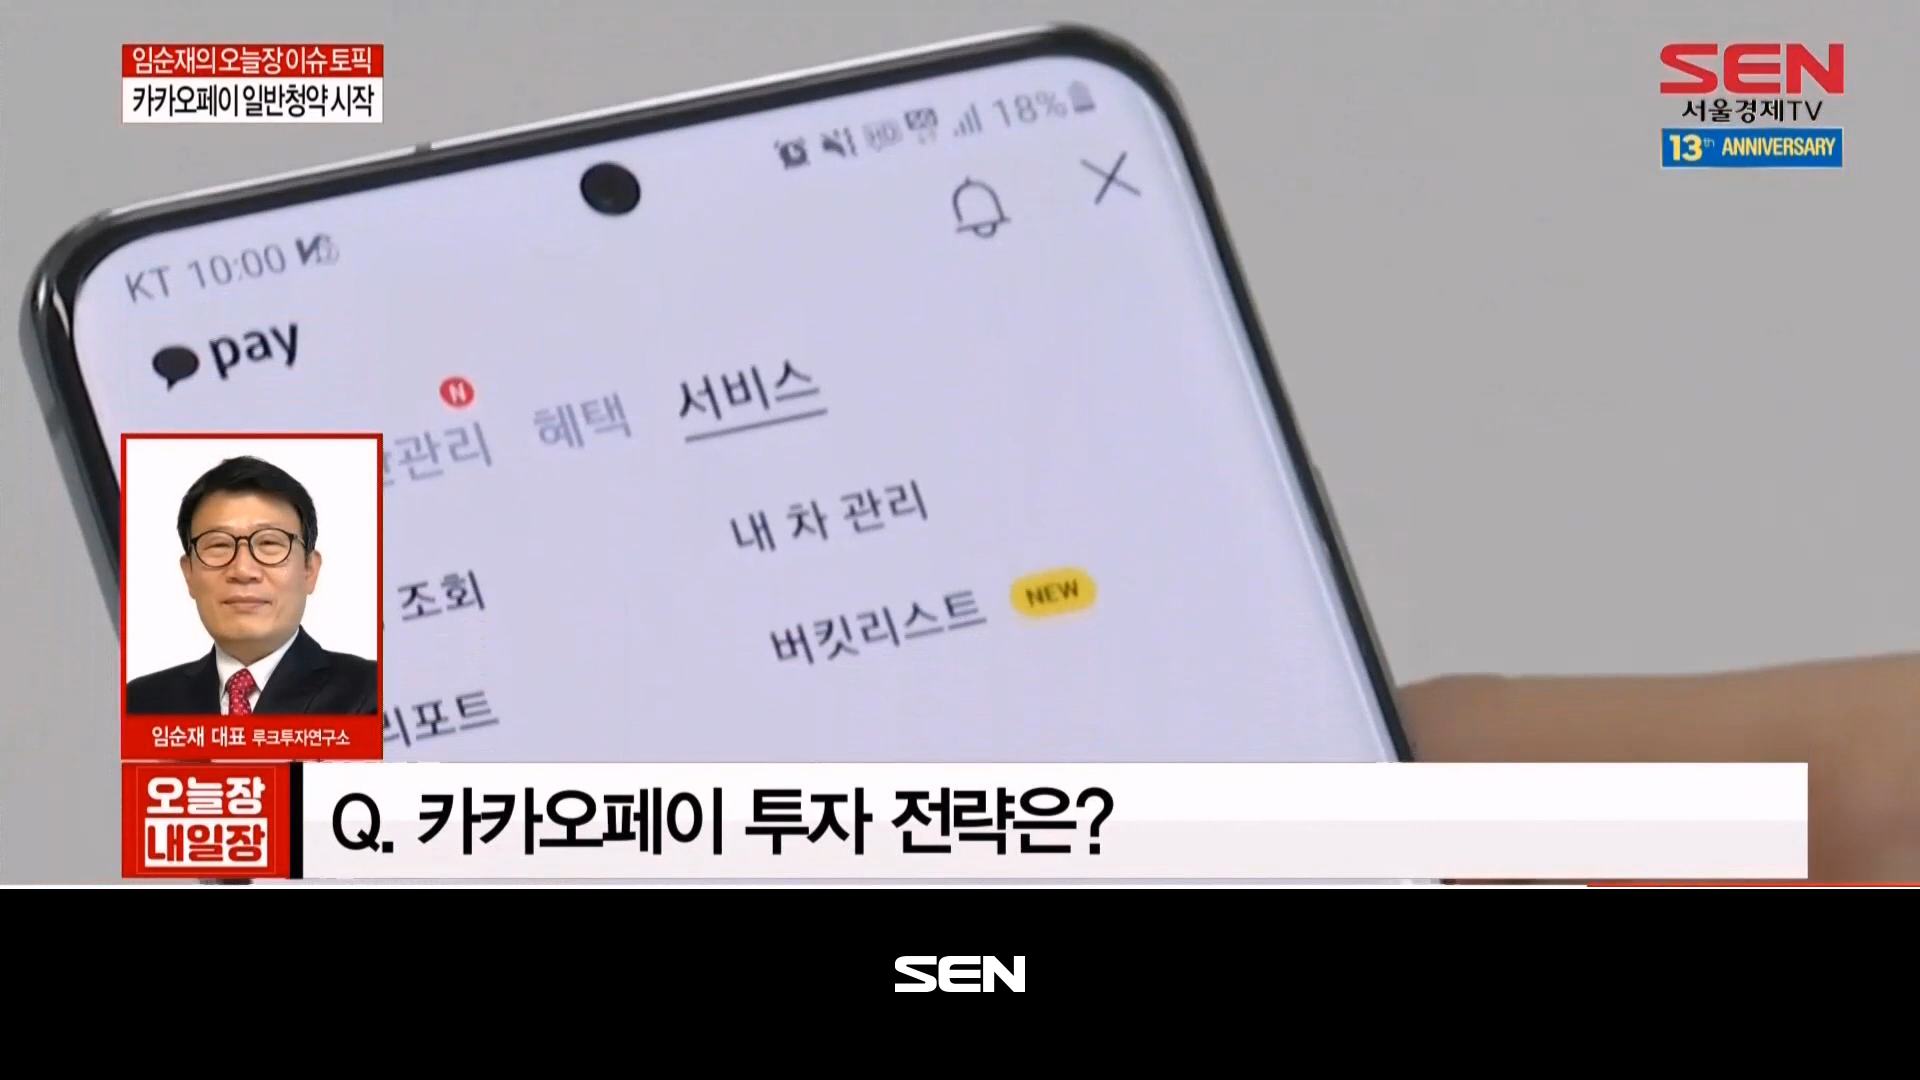 임순재의 오늘장 이슈 토픽
카카오페이 일반청약 시작
SEN
서울경제TV
13th ANNIVERSARY
18%
KT 10:00
pay
N
관리 혜택 서비스
내 차 관리
조회
버킷리스트 NEW
리포트
임순재 대표 루크투자연구소
오늘장
내일장
Q. 카카오페이 투자 전략은?
SEN